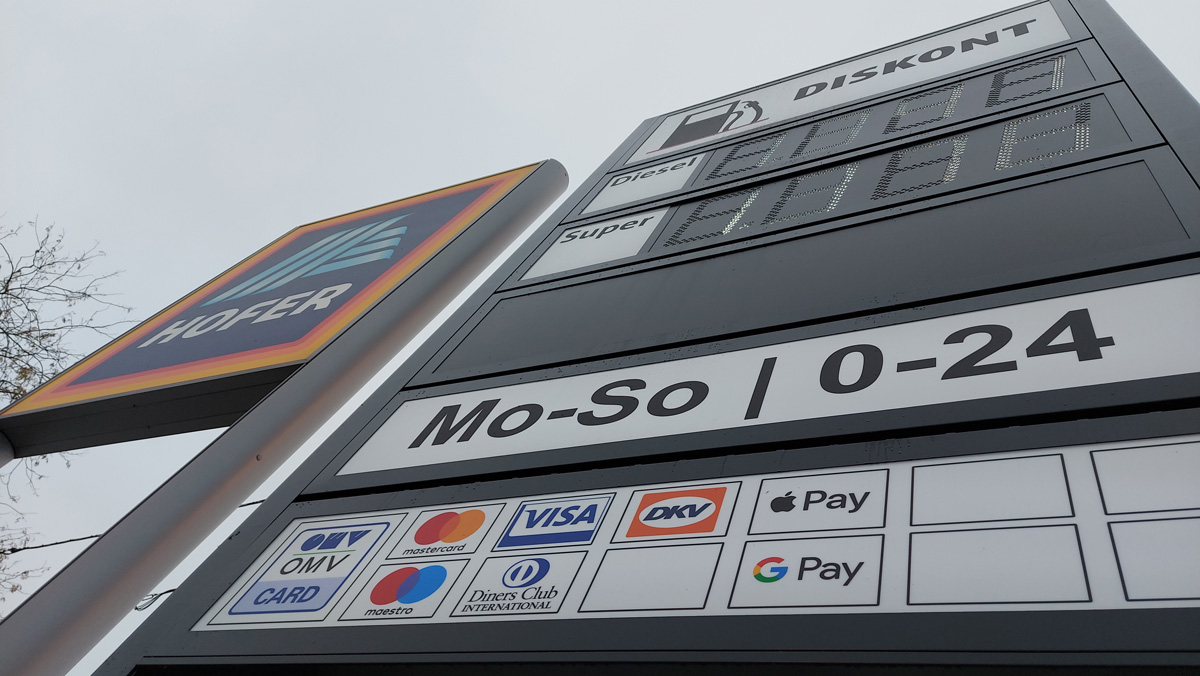 DISKONT
Diesel
Super
HOFER
Mo-So | 0-24
OMV
OMV
CARD
mastercard
maestro
VISA
Diners Club
INTERNATIONAL
DKV
Pay
G Pay